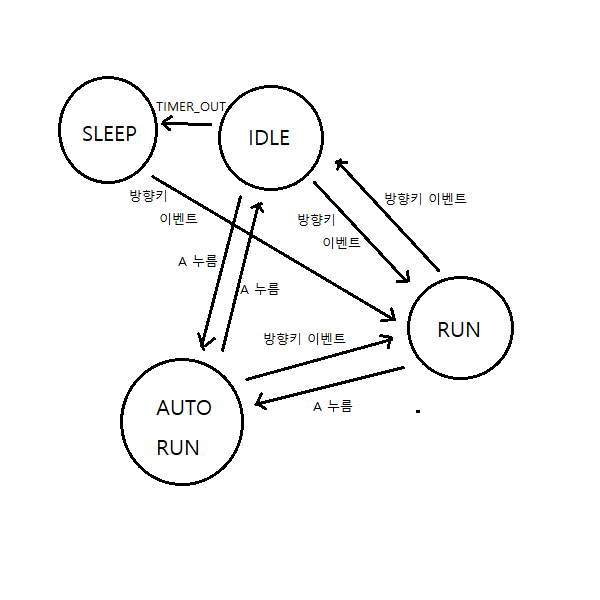 TIMER_OUT
SLEEP
IDLE
방향키
이벤트
방향키 이벤트
방향키
이벤트
A 누름
A 누름
방향키 이벤트
RUN
A 누름
AUTO
RUN